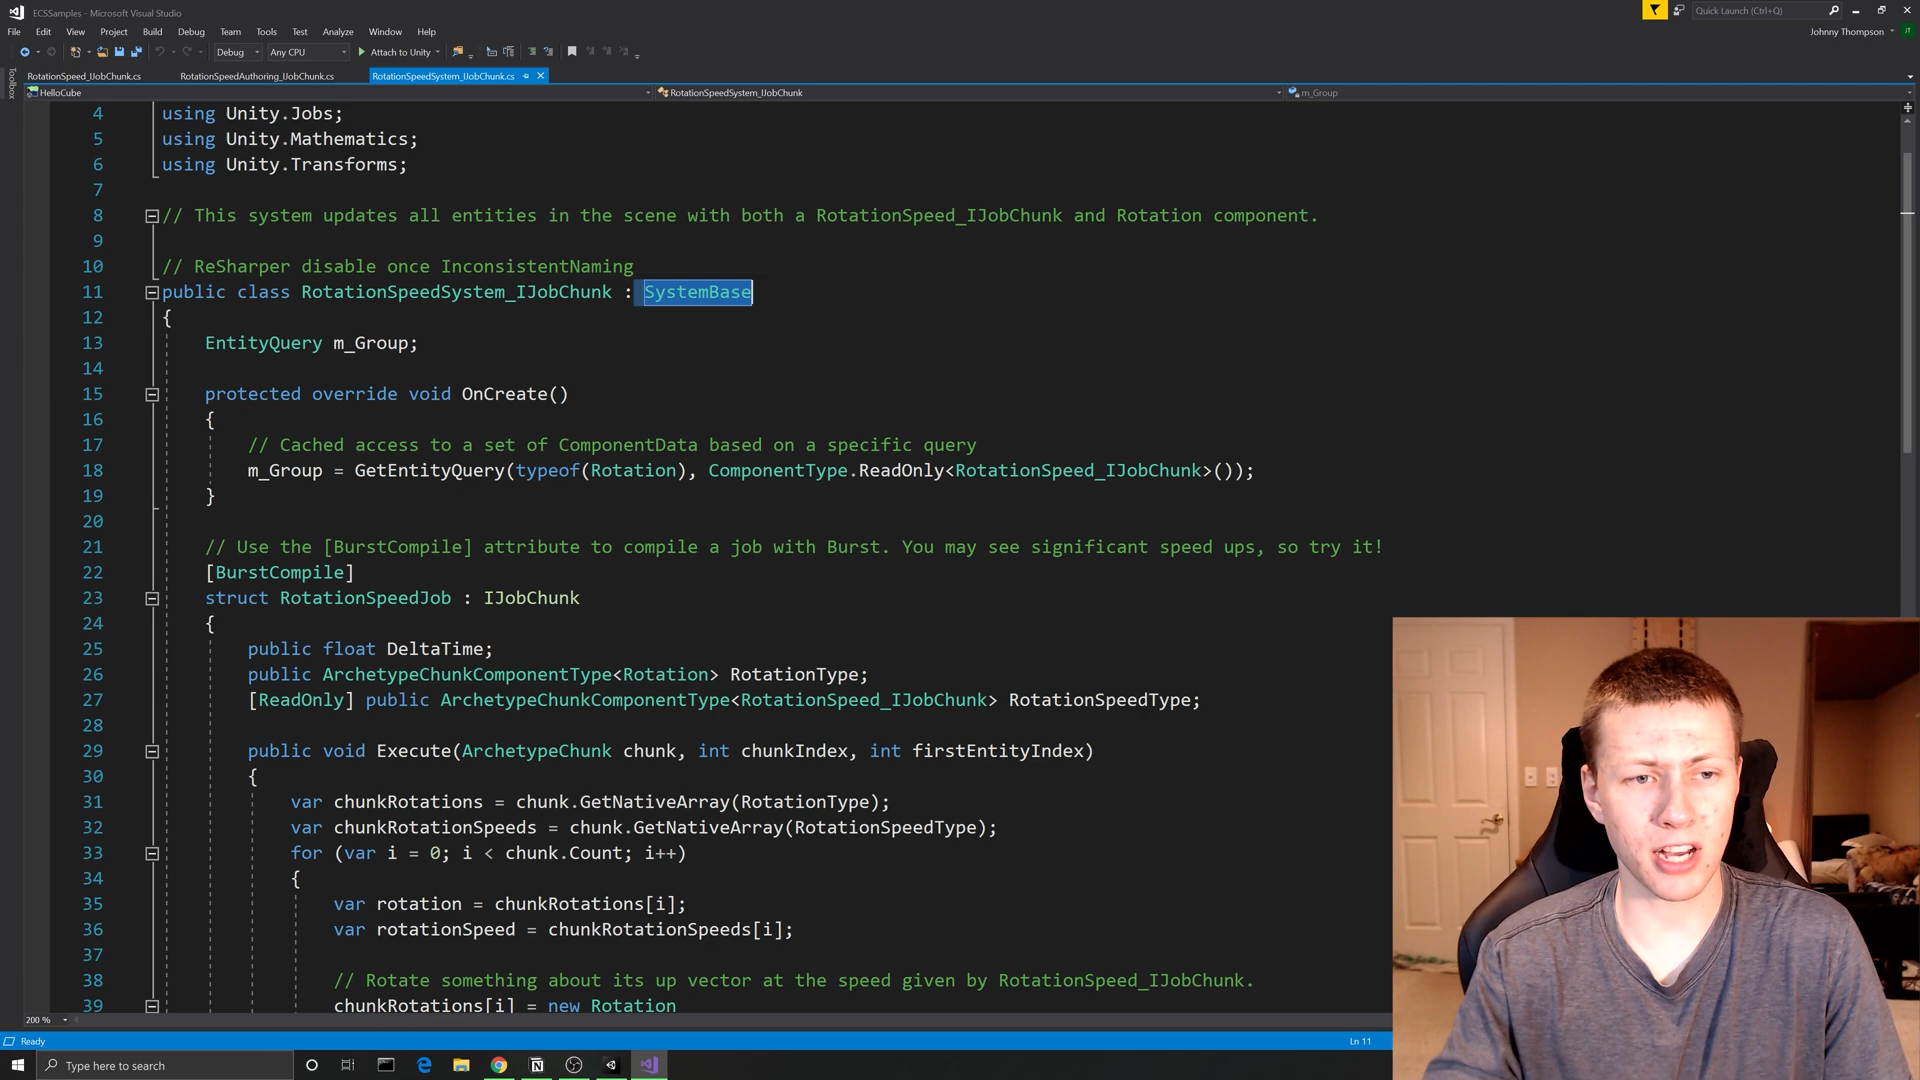 ECSSamples - Microsoft Visual Studio
Quick Launch (Ctrl+Q)
File Edit View Project Build Debug Team Tools Test Analyze Window Help
Johnny Thompson JT
Debug Any CPU Attach to Unity
Toolbox
RotationSpeed_IJobChunk.cs RotationSpeedAuthoring_IJobChunk.cs RotationSpeedSystem_IJobChunk.cs
HelloCube RotationSpeedSystem_IJobChunk m_Group
4 using Unity.Jobs;
5 using Unity.Mathematics;
6 using Unity.Transforms;
7
8 // This system updates all entities in the scene with both a RotationSpeed_IJobChunk and Rotation component.
9
10 // ReSharper disable once InconsistentNaming
11 public class RotationSpeedSystem_IJobChunk : SystemBase
12 {
13 EntityQuery m_Group;
14
15 protected override void OnCreate()
16 {
17 // Cached access to a set of ComponentData based on a specific query
18 m_Group = GetEntityQuery(typeof(Rotation), ComponentType.ReadOnly<RotationSpeed_IJobChunk>());
19 }
20
21 // Use the [BurstCompile] attribute to compile a job with Burst. You may see significant speed ups, so try it!
22 [BurstCompile]
23 struct RotationSpeedJob : IJobChunk
24 {
25 public float DeltaTime;
26 public ArchetypeChunkComponentType<Rotation> RotationType;
27 [ReadOnly] public ArchetypeChunkComponentType<RotationSpeed_IJobChunk> RotationSpeedType;
28
29 public void Execute(ArchetypeChunk chunk, int chunkIndex, int firstEntityIndex)
30 {
31 var chunkRotations = chunk.GetNativeArray(RotationType);
32 var chunkRotationSpeeds = chunk.GetNativeArray(RotationSpeedType);
33 for (var i = 0; i < chunk.Count; i++)
34 {
35 var rotation = chunkRotations[i];
36 var rotationSpeed = chunkRotationSpeeds[i];
37
38 // Rotate something about its up vector at the speed given by RotationSpeed_IJobChunk.
39 chunkRotations[i] = new Rotation
200 %
Ready Ln 11
Type here to search